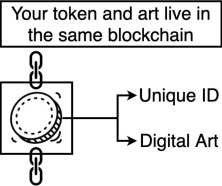 Your token and art live in
the same blockchain
Unique ID
Digital Art